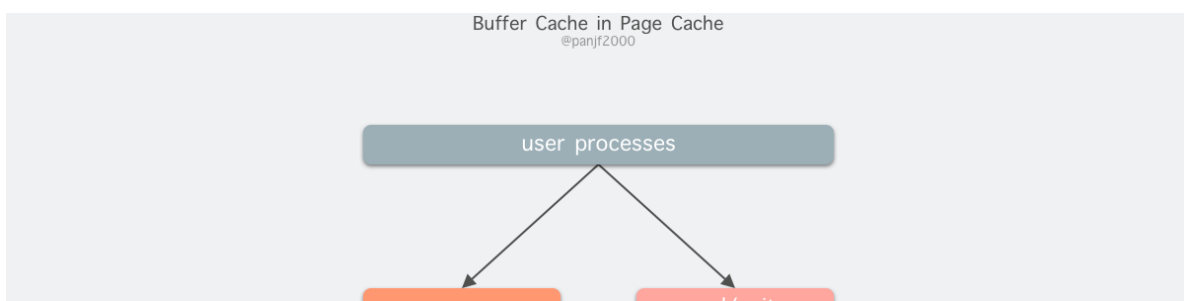 Buffer Cache in Page Cache
@panjf2000
user processes